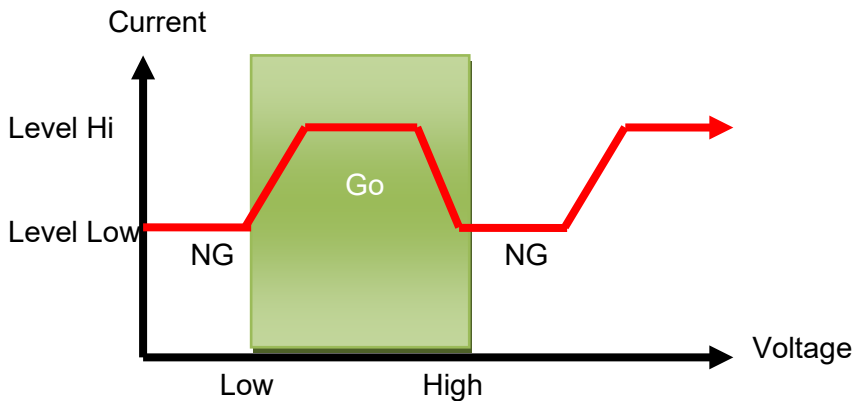 Current
Level Hi
Go
Level Low
NG
NG
Voltage
Low
High